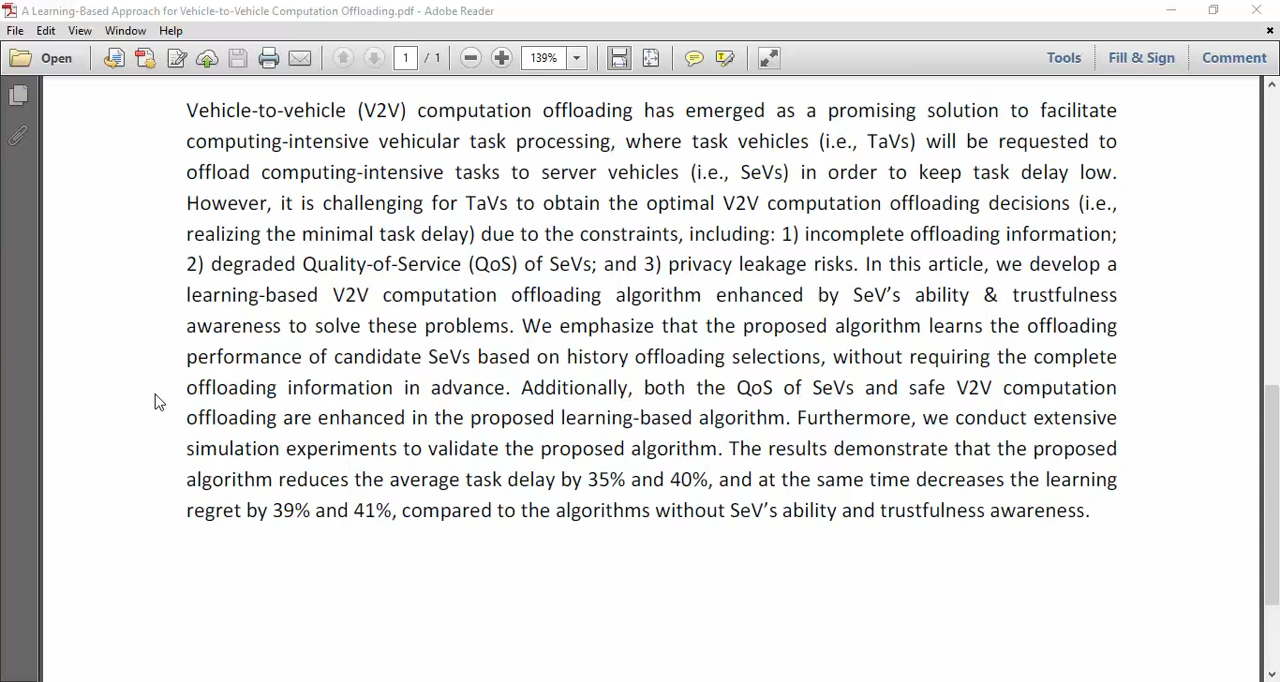 A Learning-Based Approach for Vehicle-to-Vehicle Computation Offloading.pdf - Adobe Reader
File Edit View Window Help
Open 1 / 1 139% Tools Fill & Sign Comment
Vehicle-to-vehicle (V2V) computation offloading has emerged as a promising solution to facilitate
computing-intensive vehicular task processing, where task vehicles (i.e., TaVs) will be requested to
offload computing-intensive tasks to server vehicles (i.e., SeVs) in order to keep task delay low.
However, it is challenging for TaVs to obtain the optimal V2V computation offloading decisions (i.e.,
realizing the minimal task delay) due to the constraints, including: 1) incomplete offloading information;
2) degraded Quality-of-Service (QoS) of SeVs; and 3) privacy leakage risks. In this article, we develop a
learning-based V2V computation offloading algorithm enhanced by SeV’s ability & trustfulness
awareness to solve these problems. We emphasize that the proposed algorithm learns the offloading
performance of candidate SeVs based on history offloading selections, without requiring the complete
offloading information in advance. Additionally, both the QoS of SeVs and safe V2V computation
offloading are enhanced in the proposed learning-based algorithm. Furthermore, we conduct extensive
simulation experiments to validate the proposed algorithm. The results demonstrate that the proposed
algorithm reduces the average task delay by 35% and 40%, and at the same time decreases the learning
regret by 39% and 41%, compared to the algorithms without SeV’s ability and trustfulness awareness.